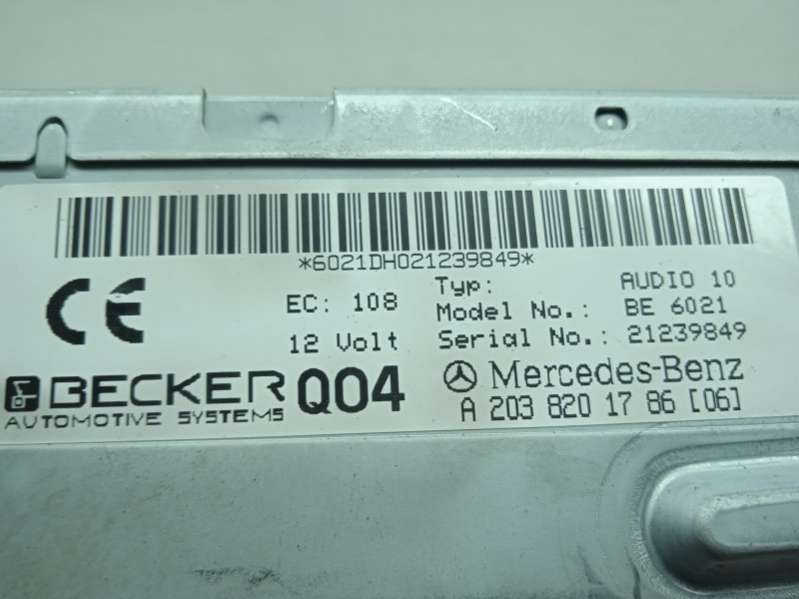 *6021DH021239849*
CE
EC: 108
12 Volt
Typ: AUDIO 10
Model No.: BE 6021
Serial No.: 21239849
BECKER
AUTOMOTIVE SYSTEMS
Q04
Mercedes-Benz
A 203 820 17 86 [06]